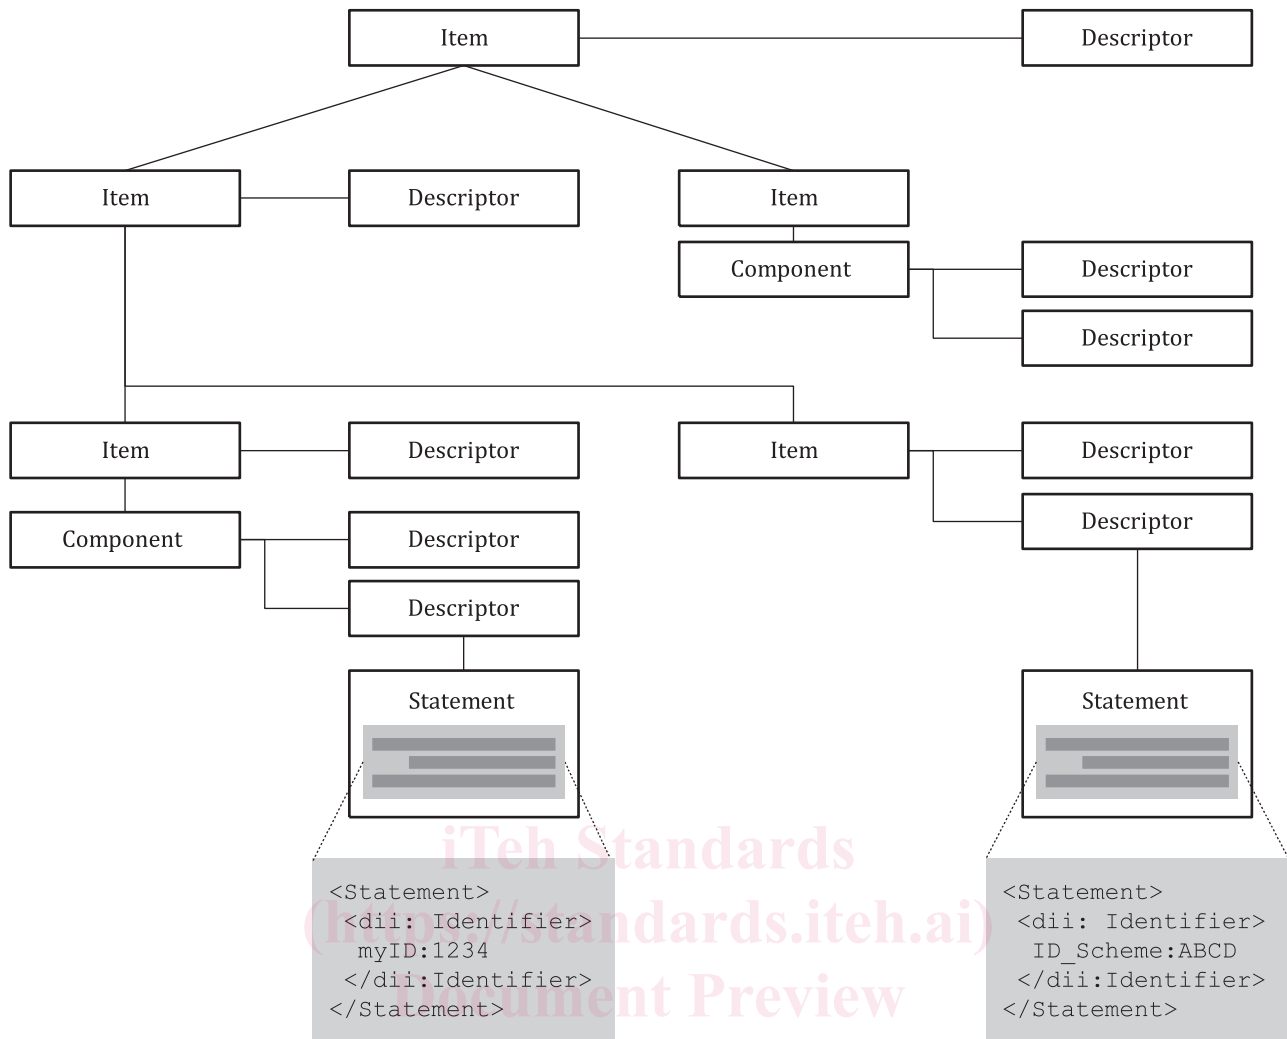 Item
Descriptor
Item
Descriptor
Item
Component
Descriptor
Descriptor
Item
Descriptor
Item
Descriptor
Descriptor
Component
Descriptor
Descriptor
Statement
Statement
<Statement>
<dii: Identifier>
myID:1234
</dii:Identifier>
</Statement>
<Statement>
<dii: Identifier>
ID_Scheme:ABCD
</dii:Identifier>
</Statement>
iTeh Standards
(https://standards.iteh.ai)
Document Preview